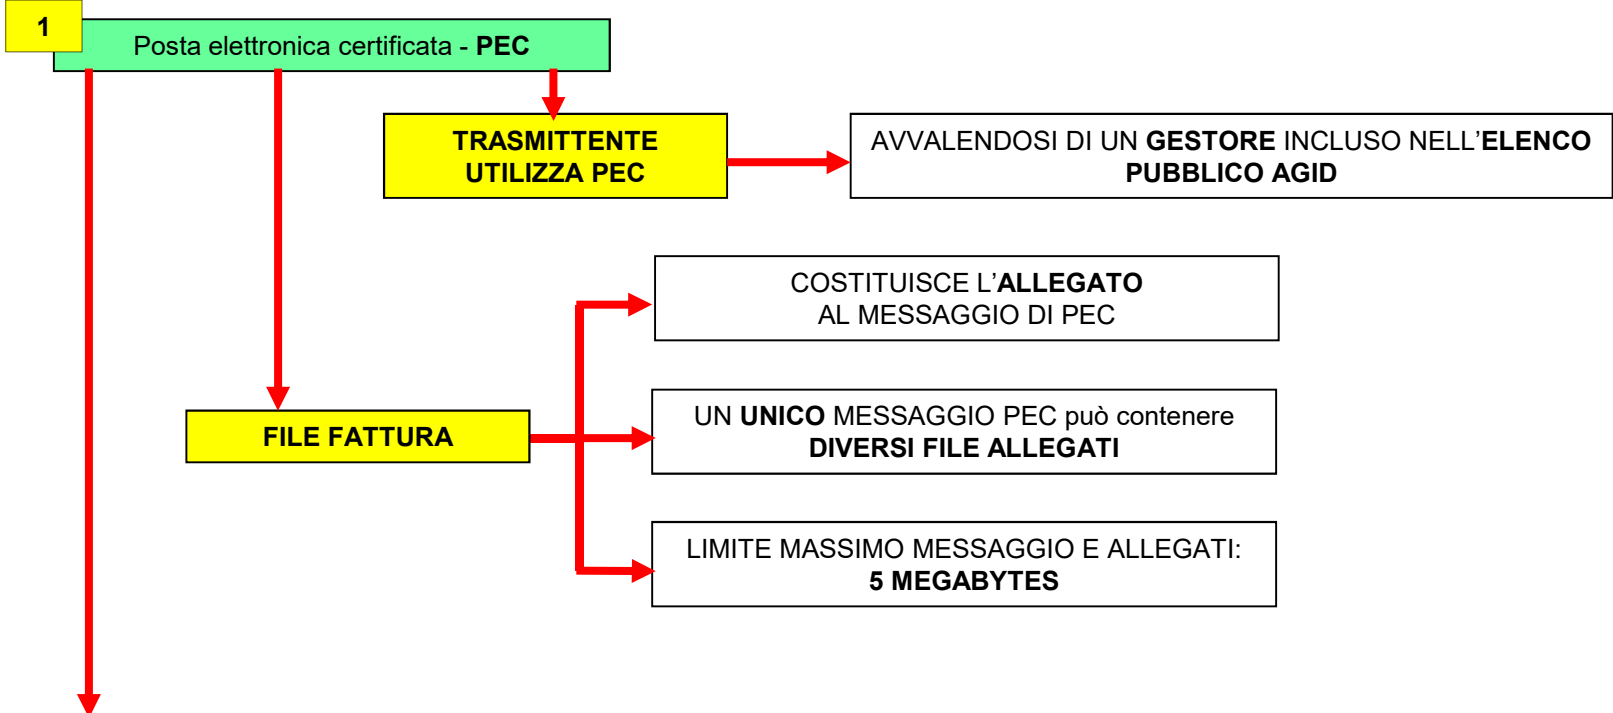 1
Posta elettronica certificata - PEC
TRASMITTENTE
UTILIZZA PEC
AVVALENDOSI DI UN GESTORE INCLUSO NELL’ELENCO
PUBBLICO AGID
COSTITUISCE L’ALLEGATO
AL MESSAGGIO DI PEC
FILE FATTURA
UN UNICO MESSAGGIO PEC può contenere
DIVERSI FILE ALLEGATI
LIMITE MASSIMO MESSAGGIO E ALLEGATI:
5 MEGABYTES